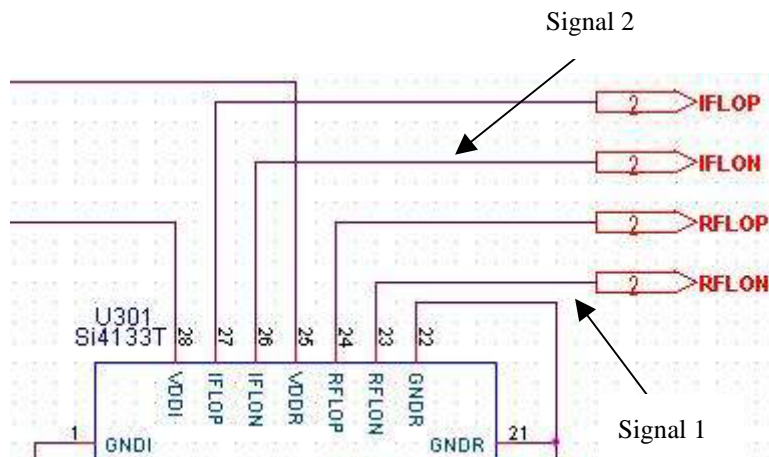 Signal 2
2 IFLOP
2 IFLON
2 RFLOP
2 RFLON
U301
Si4133T
28 27 26 25 24 23 22
VDDI IFLOP IFLON VDDR RFLOP RFLON GNDR
1 GNDI GNDR 21
Signal 1